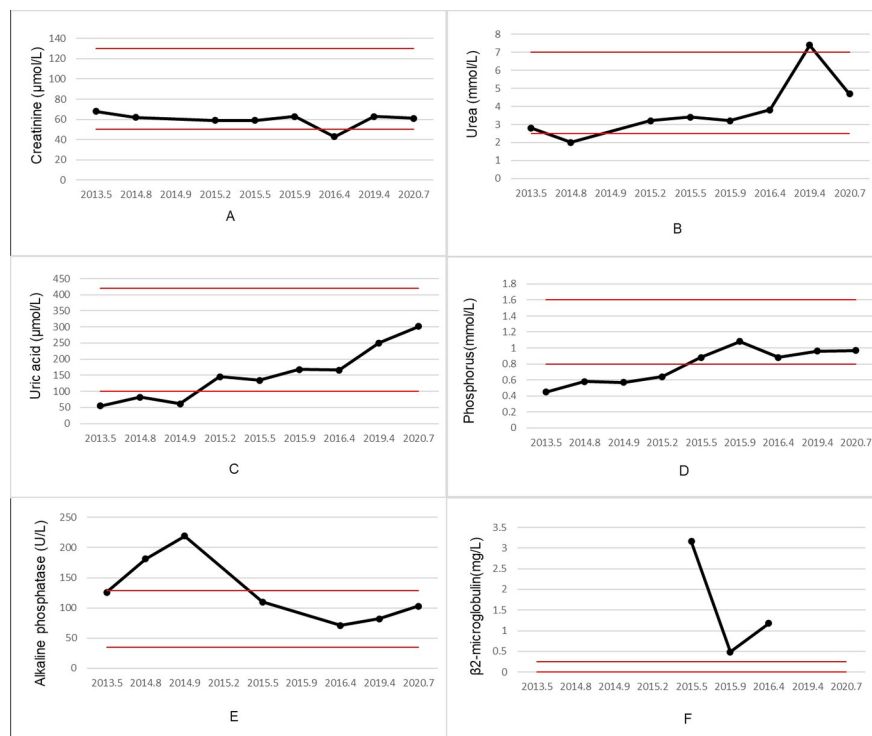 Creatinine (μmol/L)
140
120
100
80
60
40
20
0
2013.5 2014.8 2014.9 2015.2 2015.5 2015.9 2016.4 2019.4 2020.7
A
Urea (mmol/L)
8
7
6
5
4
3
2
1
0
2013.5 2014.8 2014.9 2015.2 2015.5 2015.9 2016.4 2019.4 2020.7
B
Uric acid (μmol/L)
450
400
350
300
250
200
150
100
50
0
2013.5 2014.8 2014.9 2015.2 2015.5 2015.9 2016.4 2019.4 2020.7
C
Phosphorus(mmol/L)
1.8
1.6
1.4
1.2
1
0.8
0.6
0.4
0.2
0
2013.5 2014.8 2014.9 2015.2 2015.5 2015.9 2016.4 2019.4 2020.7
D
Alkaline phosphatase (U/L)
250
200
150
100
50
0
2013.5 2014.8 2014.9 2015.2 2015.5 2015.9 2016.4 2019.4 2020.7
E
β2-microglobulin(mg/L)
3.5
3
2.5
2
1.5
1
0.5
0
2013.5 2014.8 2014.9 2015.2 2015.5 2015.9 2016.4 2019.4 2020.7
F